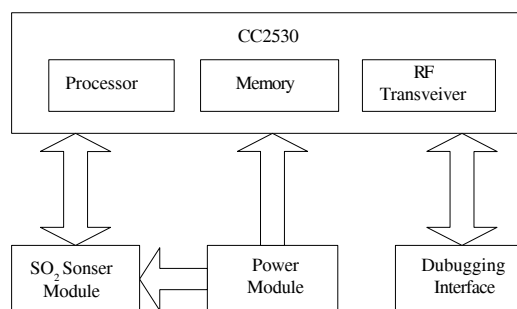 CC2530
Processor
Memory
RF
Transveiver
SO2 Sonser
Module
Power
Module
Dubugging
Interface